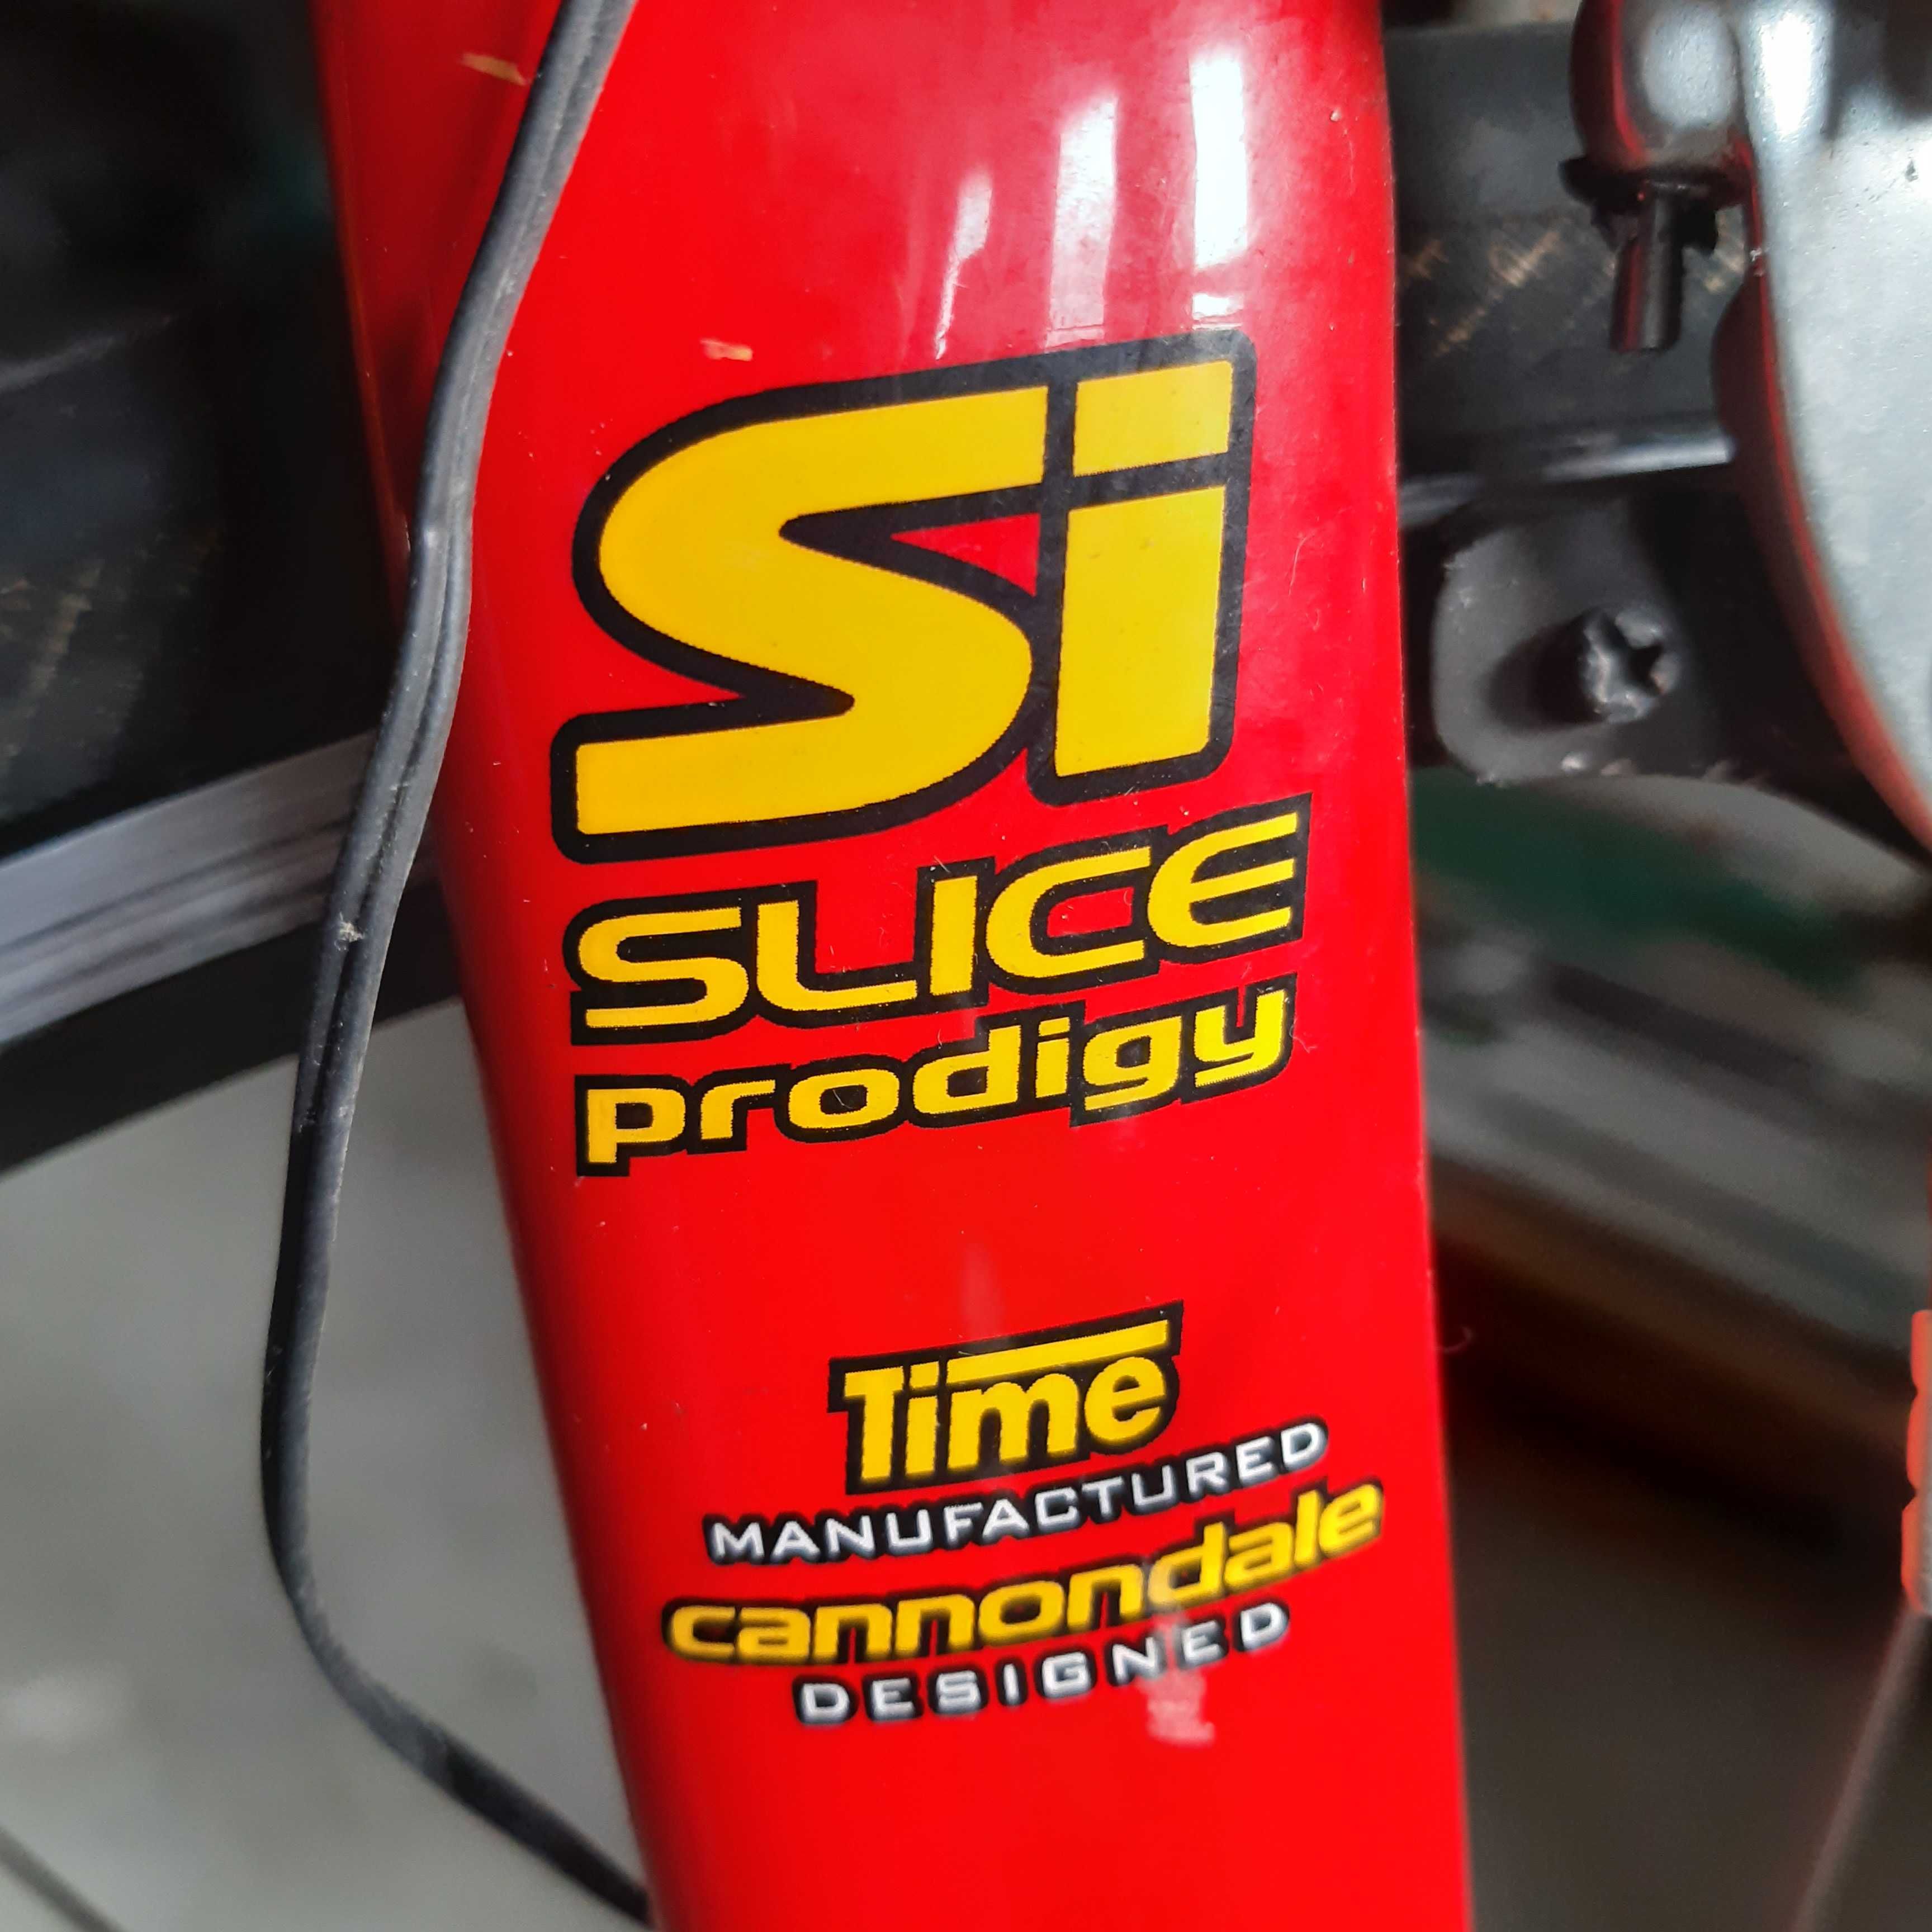 Si
SLICE
prodigy
Time
MANUFACTURED
cannondale
DESIGNED